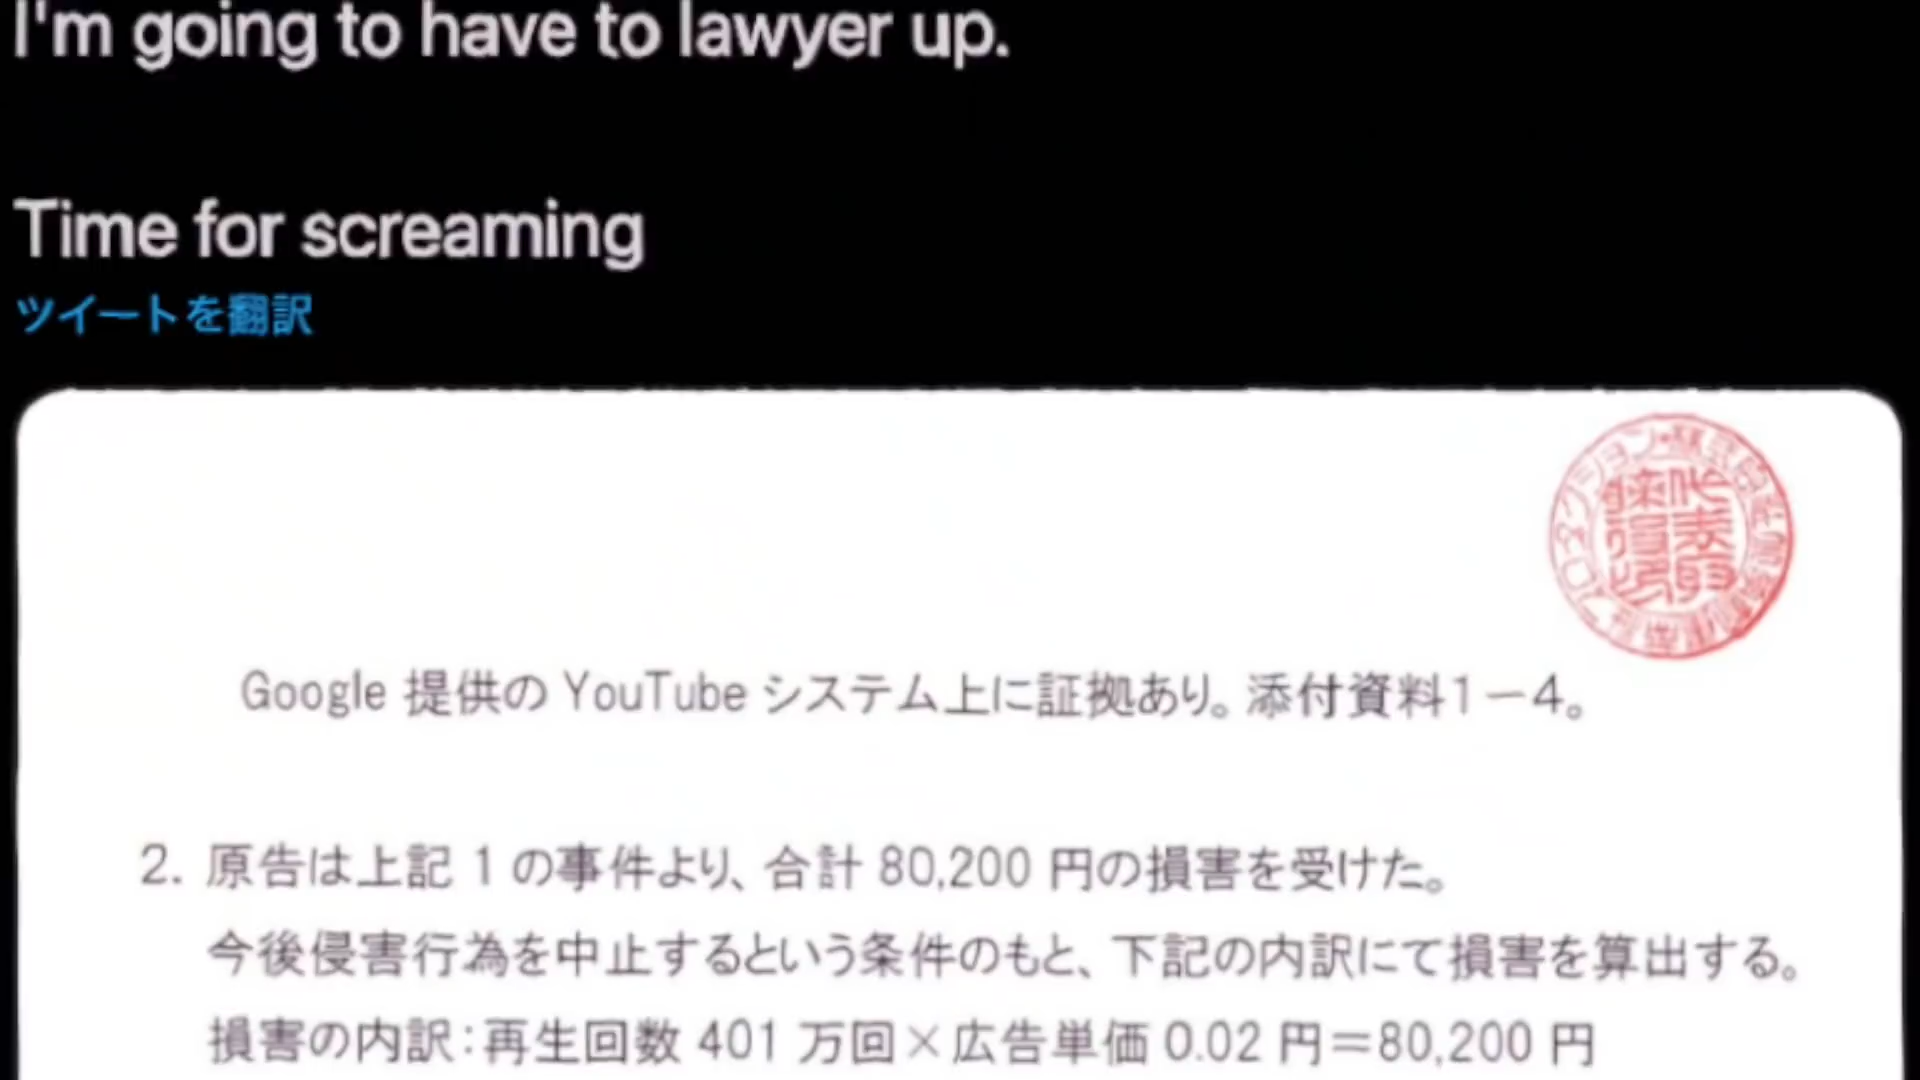 I'm going to have to lawyer up.
Time for screaming
ツイートを翻訳
Google 提供の YouTube システム上に証拠あり。添付資料1－4。
2. 原告は上記 1 の事件より、合計 80,200 円の損害を受けた。
今後侵害行為を中止するという条件のもと、下記の内訳にて損害を算出する。
損害の内訳：再生回数 401 万回×広告単価 0.02 円＝80,200 円